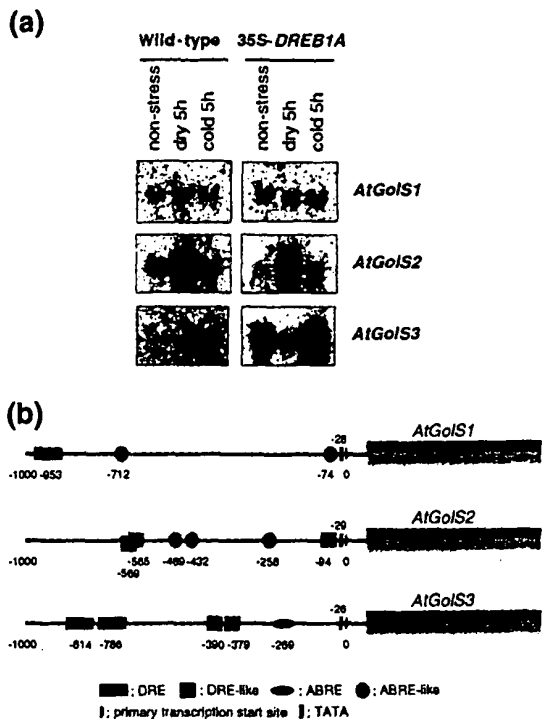 (a)
Wild-type 35S-DREB1A
non-stress dry 5h cold 5h non-stress dry 5h cold 5h
AtGolS1
AtGolS2
AtGolS3
(b)
AtGolS1
-28
-1000 -953 -712 -74 0
AtGolS2
-29
-1000 -565 -469 -432 -258 -94 0
-569
AtGolS3
-26
-1000 -814 -786 -390 -379 -269 0
: DRE : DRE-like : ABRE : ABRE-like
: primary transcription start site : TATA